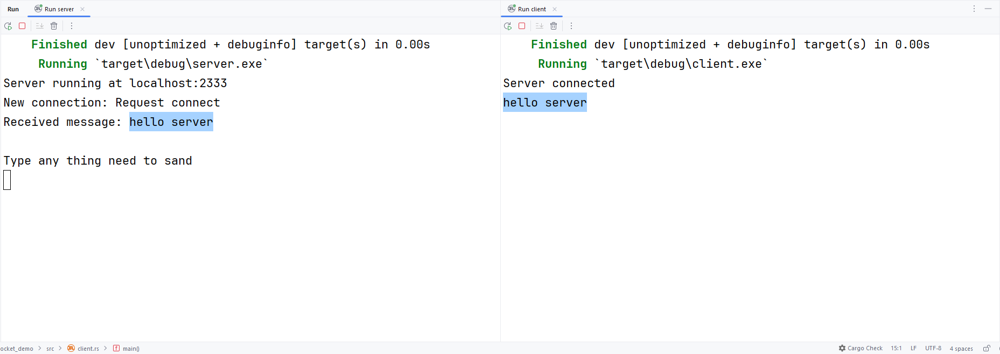 Run Run server
Finished dev [unoptimized + debuginfo] target(s) in 0.00s
Running `target\debug\server.exe`
Server running at localhost:2333
New connection: Request connect
Received message: hello server
Type any thing need to sand
Run client
Finished dev [unoptimized + debuginfo] target(s) in 0.00s
Running `target\debug\client.exe`
Server connected
hello server
ocket_demo > src > client.rs > main() Cargo Check 15:1 LF UTF-8 4 spaces